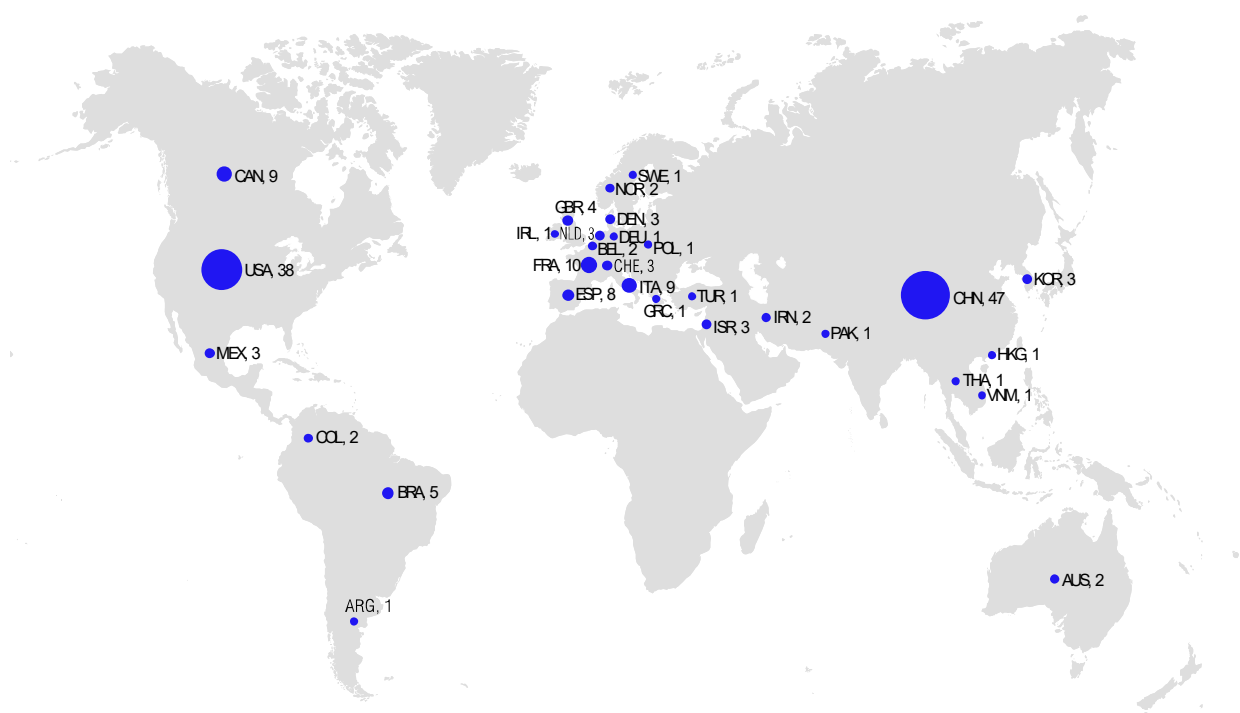 CAN, 9
SWE, 1
NOR, 2
GBR, 4
DEN, 3
IRL, 1
NLD, 3
DEU, 1
BEL, 2
POL, 1
FRA, 10
CHE, 3
USA, 38
ITA, 9
ESP, 8
GRC, 1
TUR, 1
ISR, 3
IRN, 2
PAK, 1
CHN, 47
KOR, 3
HKG, 1
THA, 1
VNM, 1
MEX, 3
COL, 2
BRA, 5
ARG, 1
AUS, 2